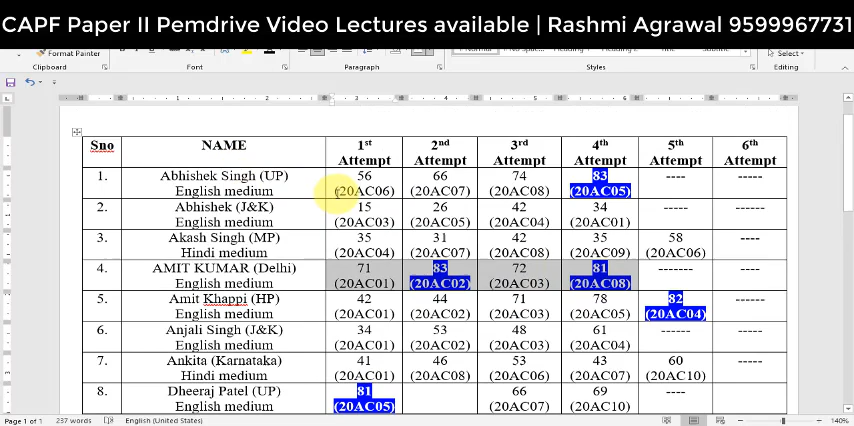 CAPF Paper II Pemdrive Video Lectures available | Rashmi Agrawal 9599967731
Format Painter
Select
Clipboard Font Paragraph Styles Editing
Sno NAME 1st Attempt 2nd Attempt 3rd Attempt 4th Attempt 5th Attempt 6th Attempt
1. Abhishek Singh (UP) 56 66 74 83 ---- -----
English medium (20AC06) (20AC07) (20AC08) (20AC05)
2. Abhishek (J&K) 15 26 42 34 ----- ------
English medium (20AC03) (20AC05) (20AC04) (20AC01)
3. Akash Singh (MP) 35 31 42 35 58 ----
Hindi medium (20AC04) (20AC07) (20AC08) (20AC09) (20AC06)
4. AMIT KUMAR (Delhi) 71 83 72 81 ------- ----
English medium (20AC01) (20AC02) (20AC03) (20AC08)
5. Amit Khappi (HP) 42 44 71 78 82 ------
English medium (20AC01) (20AC02) (20AC03) (20AC05) (20AC04)
6. Anjali Singh (J&K) 34 53 48 61 ------ ------
English medium (20AC01) (20AC02) (20AC03) (20AC04)
7. Ankita (Karnataka) 41 46 53 43 60 -----
Hindi medium (20AC01) (20AC08) (20AC06) (20AC07) (20AC10)
8. Dheeraj Patel (UP) 81 66 69 ----
English medium (20AC05) (20AC07) (20AC10)
Page 1 of 1 237 words English (United States) 140%